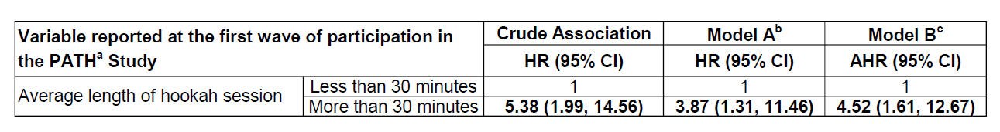 Variable reported at the first wave of participation in the PATHa Study Crude Association Model Ab Model Bc
HR (95% CI) HR (95% CI) AHR (95% CI)
Average length of hookah session Less than 30 minutes 1 1 1
More than 30 minutes 5.38 (1.99, 14.56) 3.87 (1.31, 11.46) 4.52 (1.61, 12.67)